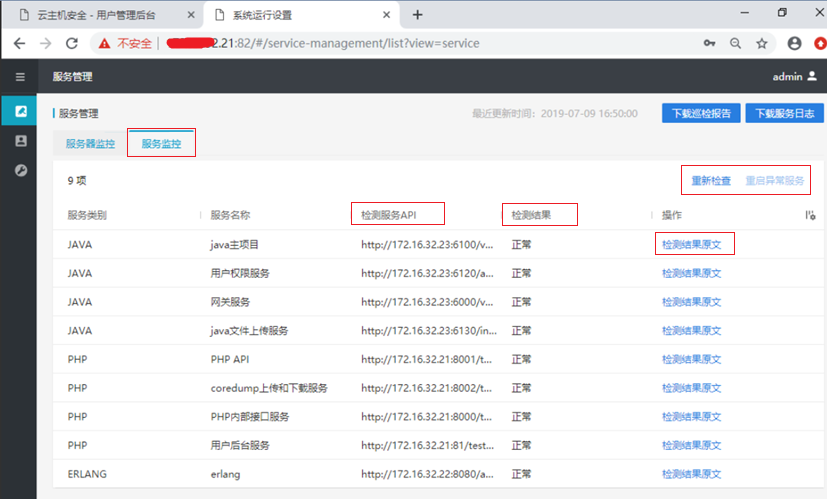 云主机安全 - 用户管理后台
系统运行设置
不安全
2.21:82/#/service-management/list?view=service
服务管理
admin
服务管理
最近更新时间：2019-07-09 16:50:00
下载巡检报告
下载服务日志
服务器监控
服务监控
9 项
重新检查
重启异常服务
服务类别 服务名称 检测服务API 检测结果 操作
JAVA java主项目 http://172.16.32.23:6100/v... 正常 检测结果原文
JAVA 用户权限服务 http://172.16.32.23:6120/a... 正常 检测结果原文
JAVA 网关服务 http://172.16.32.23:6000/v... 正常 检测结果原文
JAVA java文件上传服务 http://172.16.32.23:6130/in... 正常 检测结果原文
PHP PHP API http://172.16.32.21:8001/t... 正常 检测结果原文
PHP coredump上传和下载服务 http://172.16.32.21:8002/t... 正常 检测结果原文
PHP PHP内部接口服务 http://172.16.32.21:8000/t... 正常 检测结果原文
PHP 用户后台服务 http://172.16.32.21:81/test... 正常 检测结果原文
ERLANG erlang http://172.16.32.22:8080/a... 正常 检测结果原文